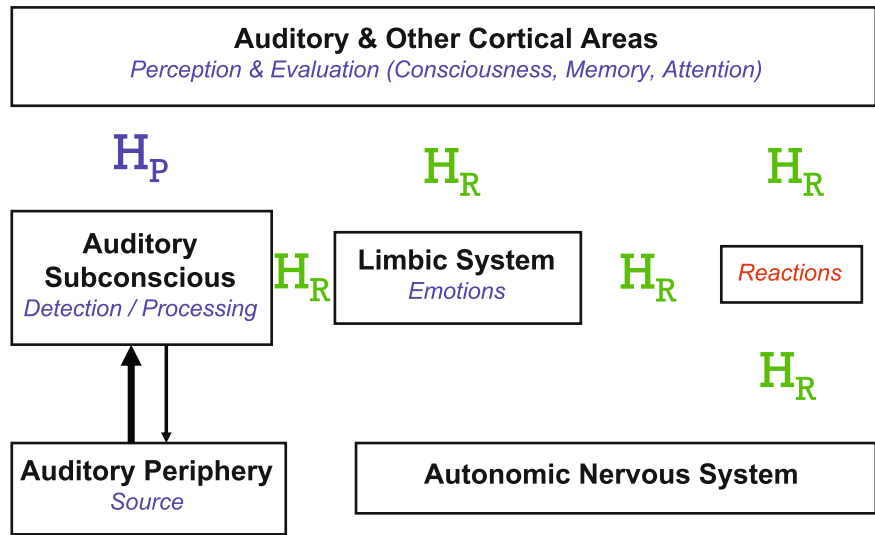 Auditory & Other Cortical Areas
Perception & Evaluation (Consciousness, Memory, Attention)
HP
HR
HR
Auditory
Subconscious
Detection / Processing
HR
Limbic System
Emotions
HR
Reactions
HR
Auditory Periphery
Source
Autonomic Nervous System